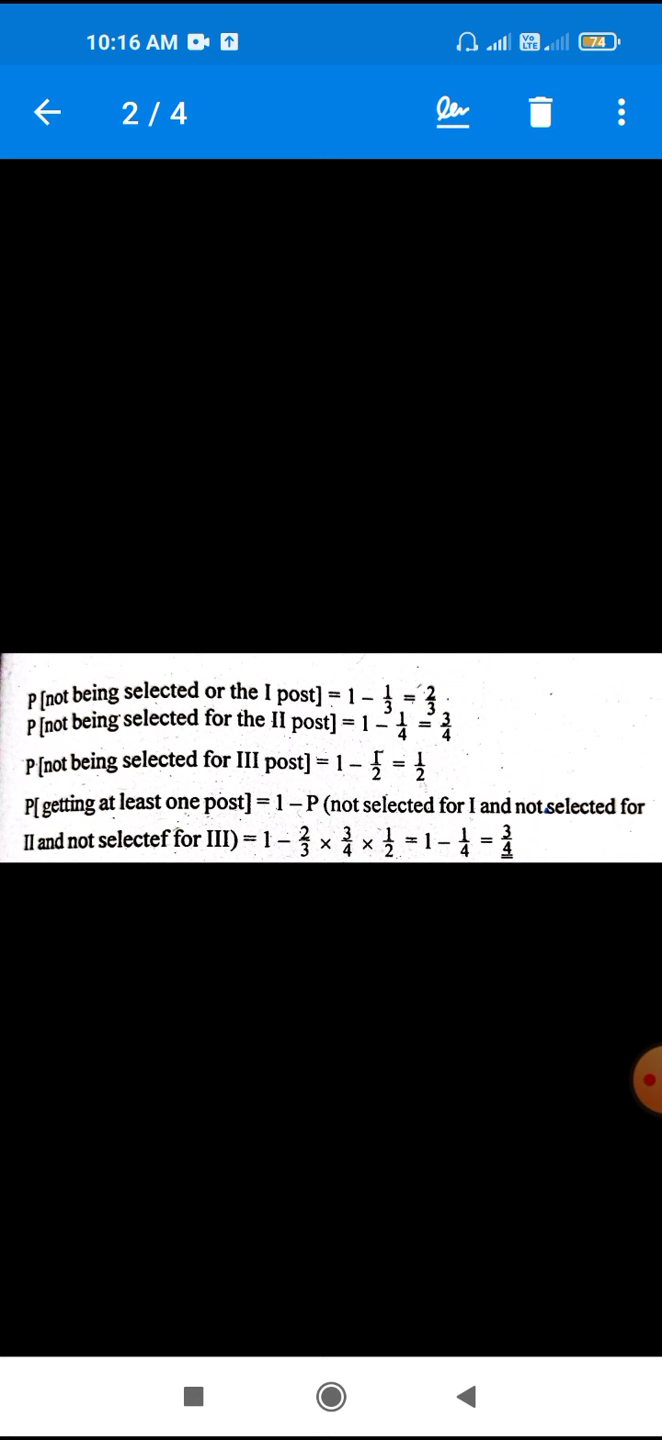 10:16 AM
Vo LTE
74
2 / 4
P [not being selected or the I post] = 1 – 1/3 = 2/3
P [not being selected for the II post] = 1 – 1/4 = 3/4
P [not being selected for III post] = 1 – 1/2 = 1/2
P[ getting at least one post] = 1 – P (not selected for I and not selected for
II and not selectef for III) = 1 – 2/3 × 3/4 × 1/2 = 1 – 1/4 = 3/4